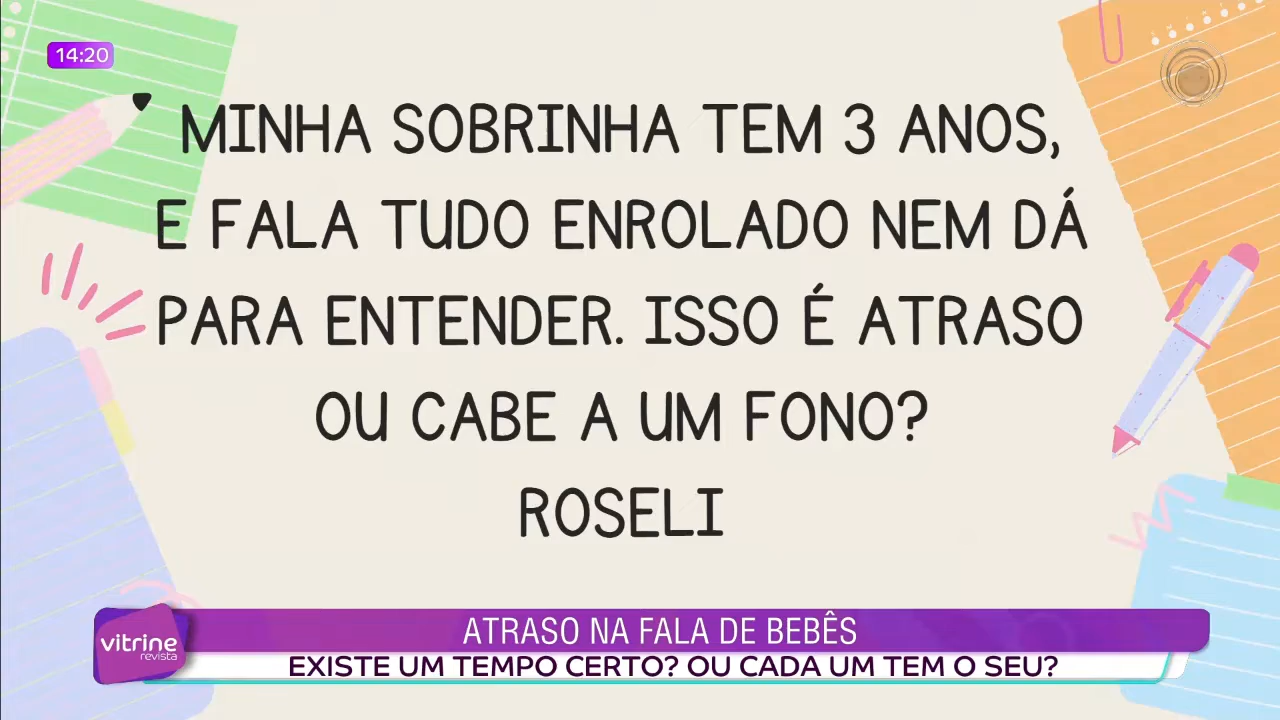 14:20
MINHA SOBRINHA TEM 3 ANOS,
E FALA TUDO ENROLADO NEM DÁ
PARA ENTENDER. ISSO É ATRASO
OU CABE A UM FONO?
ROSELI
vitrine
revista
ATRASO NA FALA DE BEBÊS
EXISTE UM TEMPO CERTO? OU CADA UM TEM O SEU?